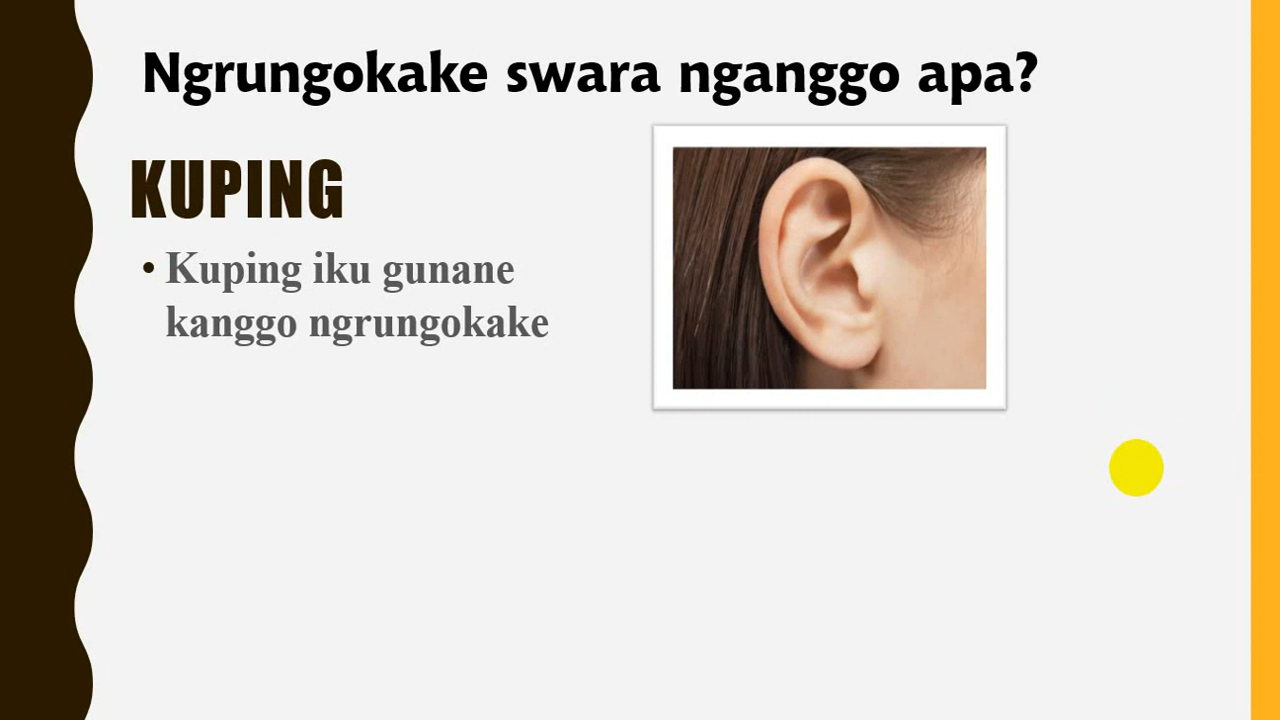 Ngrungokake swara nganggo apa?
KUPING
• Kuping iku gunane
kanggo ngrungokake